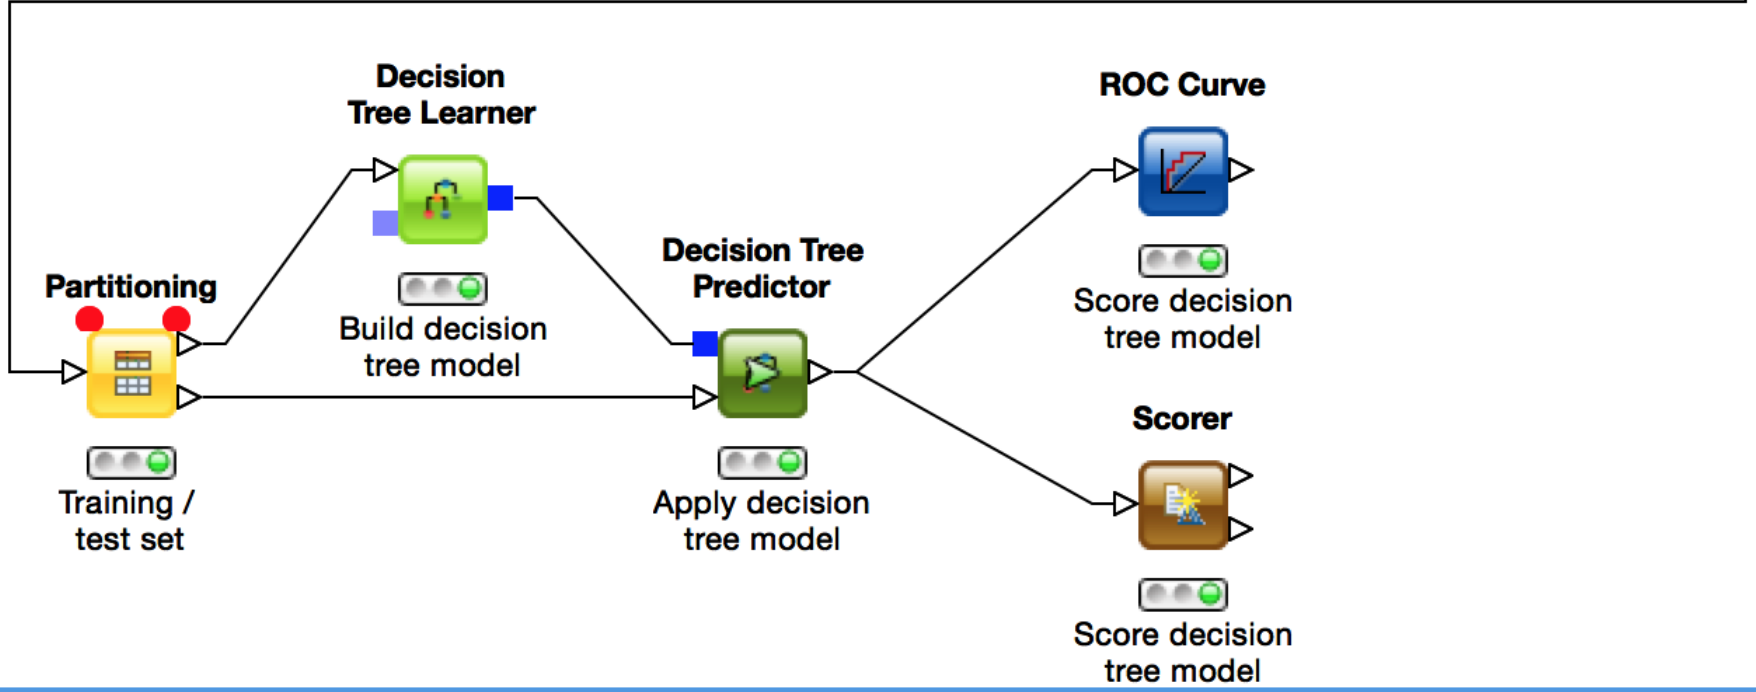 Decision
Tree Learner
ROC Curve
Decision Tree
Predictor
Partitioning
Build decision
tree model
Score decision
tree model
Scorer
Training /
test set
Apply decision
tree model
Score decision
tree model